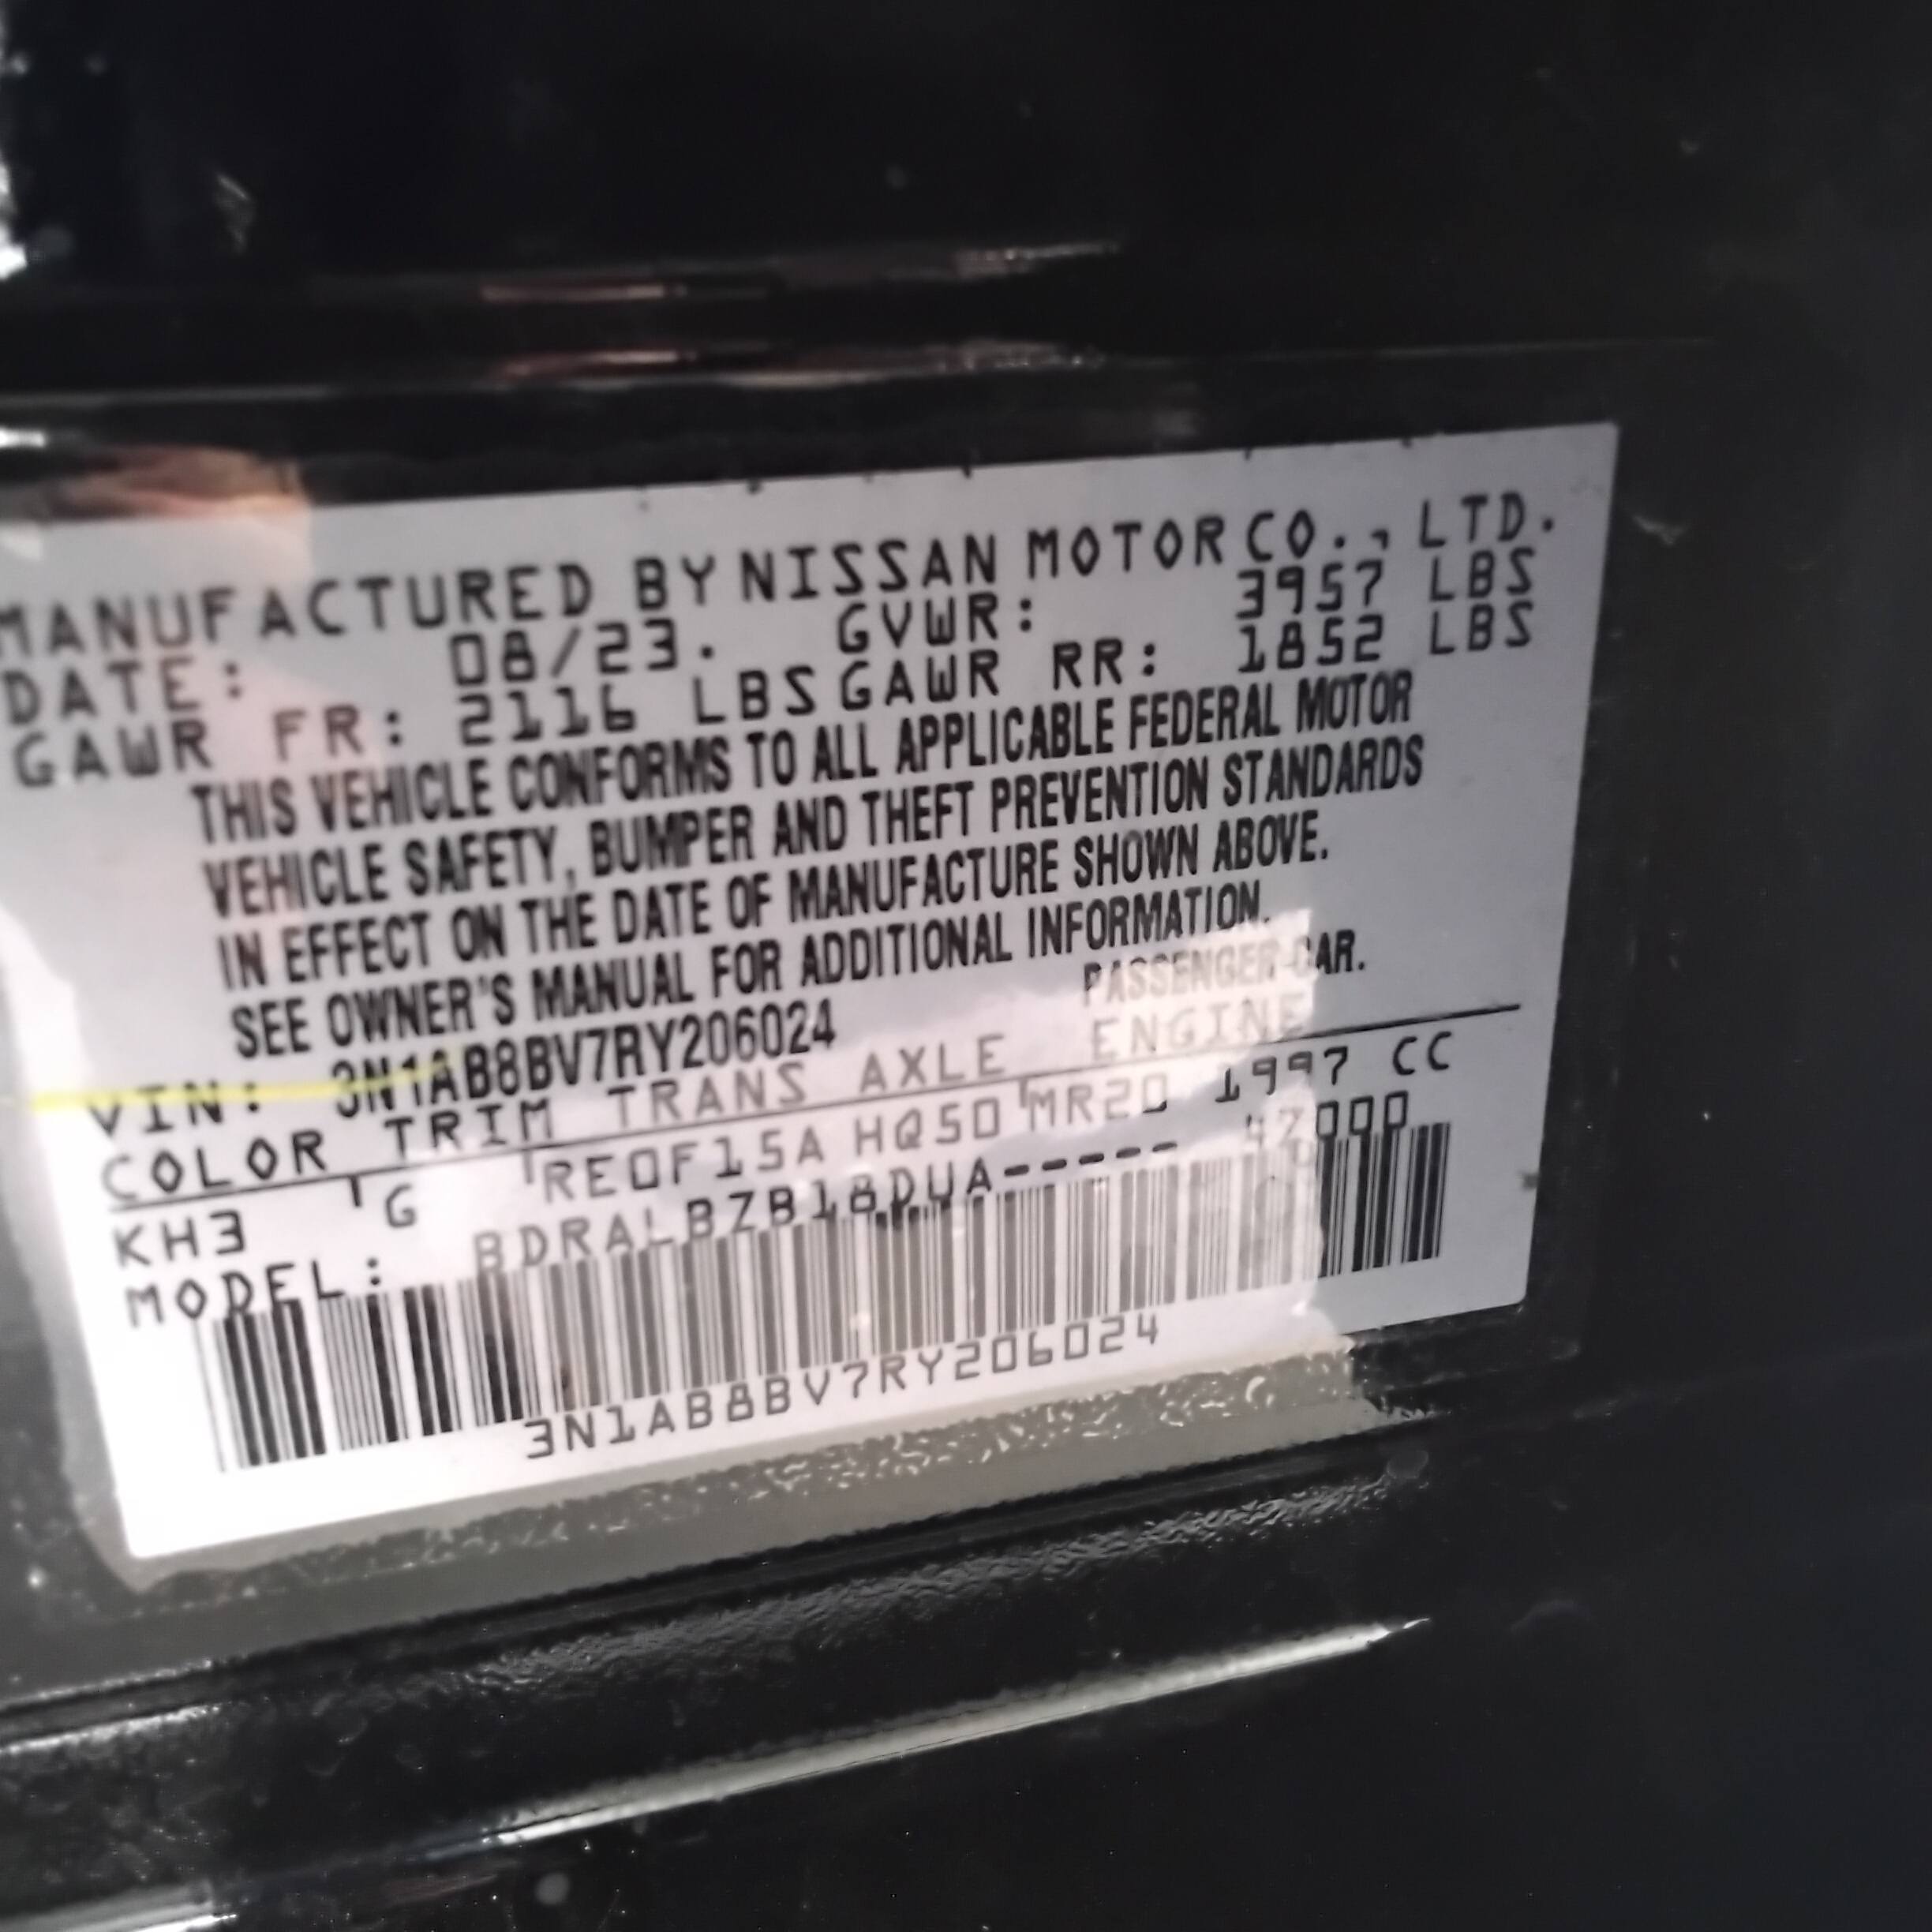 MANUFACTURED BY NISSAN MOTOR CO., LTD.
DATE: 08/23. GVWR: 3957 LBS
GAWR FR: 2116 LBS GAWR RR: 1852 LBS
THIS VEHICLE CONFORMS TO ALL APPLICABLE FEDERAL MOTOR
VEHICLE SAFETY, BUMPER AND THEFT PREVENTION STANDARDS
IN EFFECT ON THE DATE OF MANUFACTURE SHOWN ABOVE.
SEE OWNER'S MANUAL FOR ADDITIONAL INFORMATION.
VIN: 3N1AB8BV7RY206024 PASSENGER CAR.
COLOR TRIM TRANS AXLE ENGINE
KH3 G RE0F15A HQ50 MR20 1997 CC
MODEL: BDRALBZB18DUA-----
3N1AB8BV7RY206024